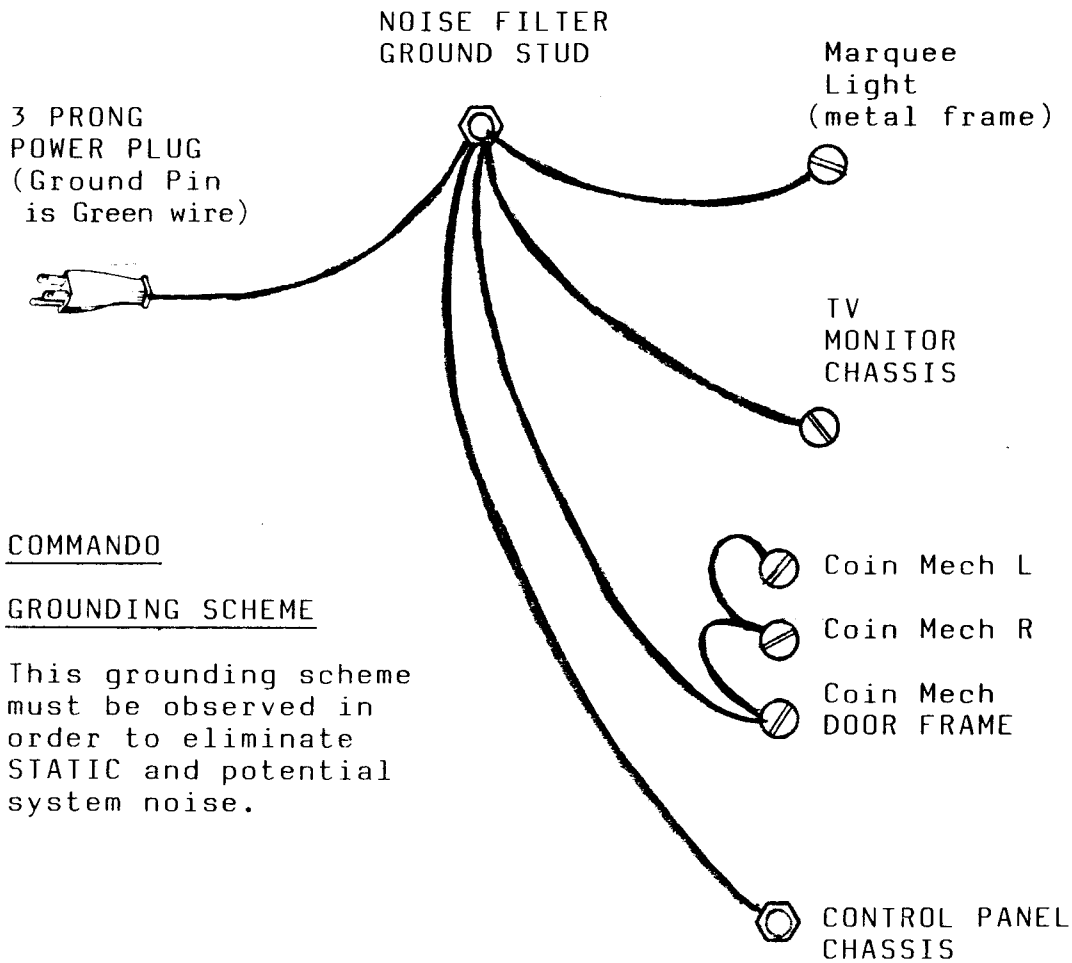 NOISE FILTER
GROUND STUD
Marquee
Light
(metal frame)
3 PRONG
POWER PLUG
(Ground Pin
is Green wire)
TV
MONITOR
CHASSIS
COMMANDO
GROUNDING SCHEME
This grounding scheme
must be observed in
order to eliminate
STATIC and potential
system noise.
Coin Mech L
Coin Mech R
Coin Mech
DOOR FRAME
CONTROL PANEL
CHASSIS